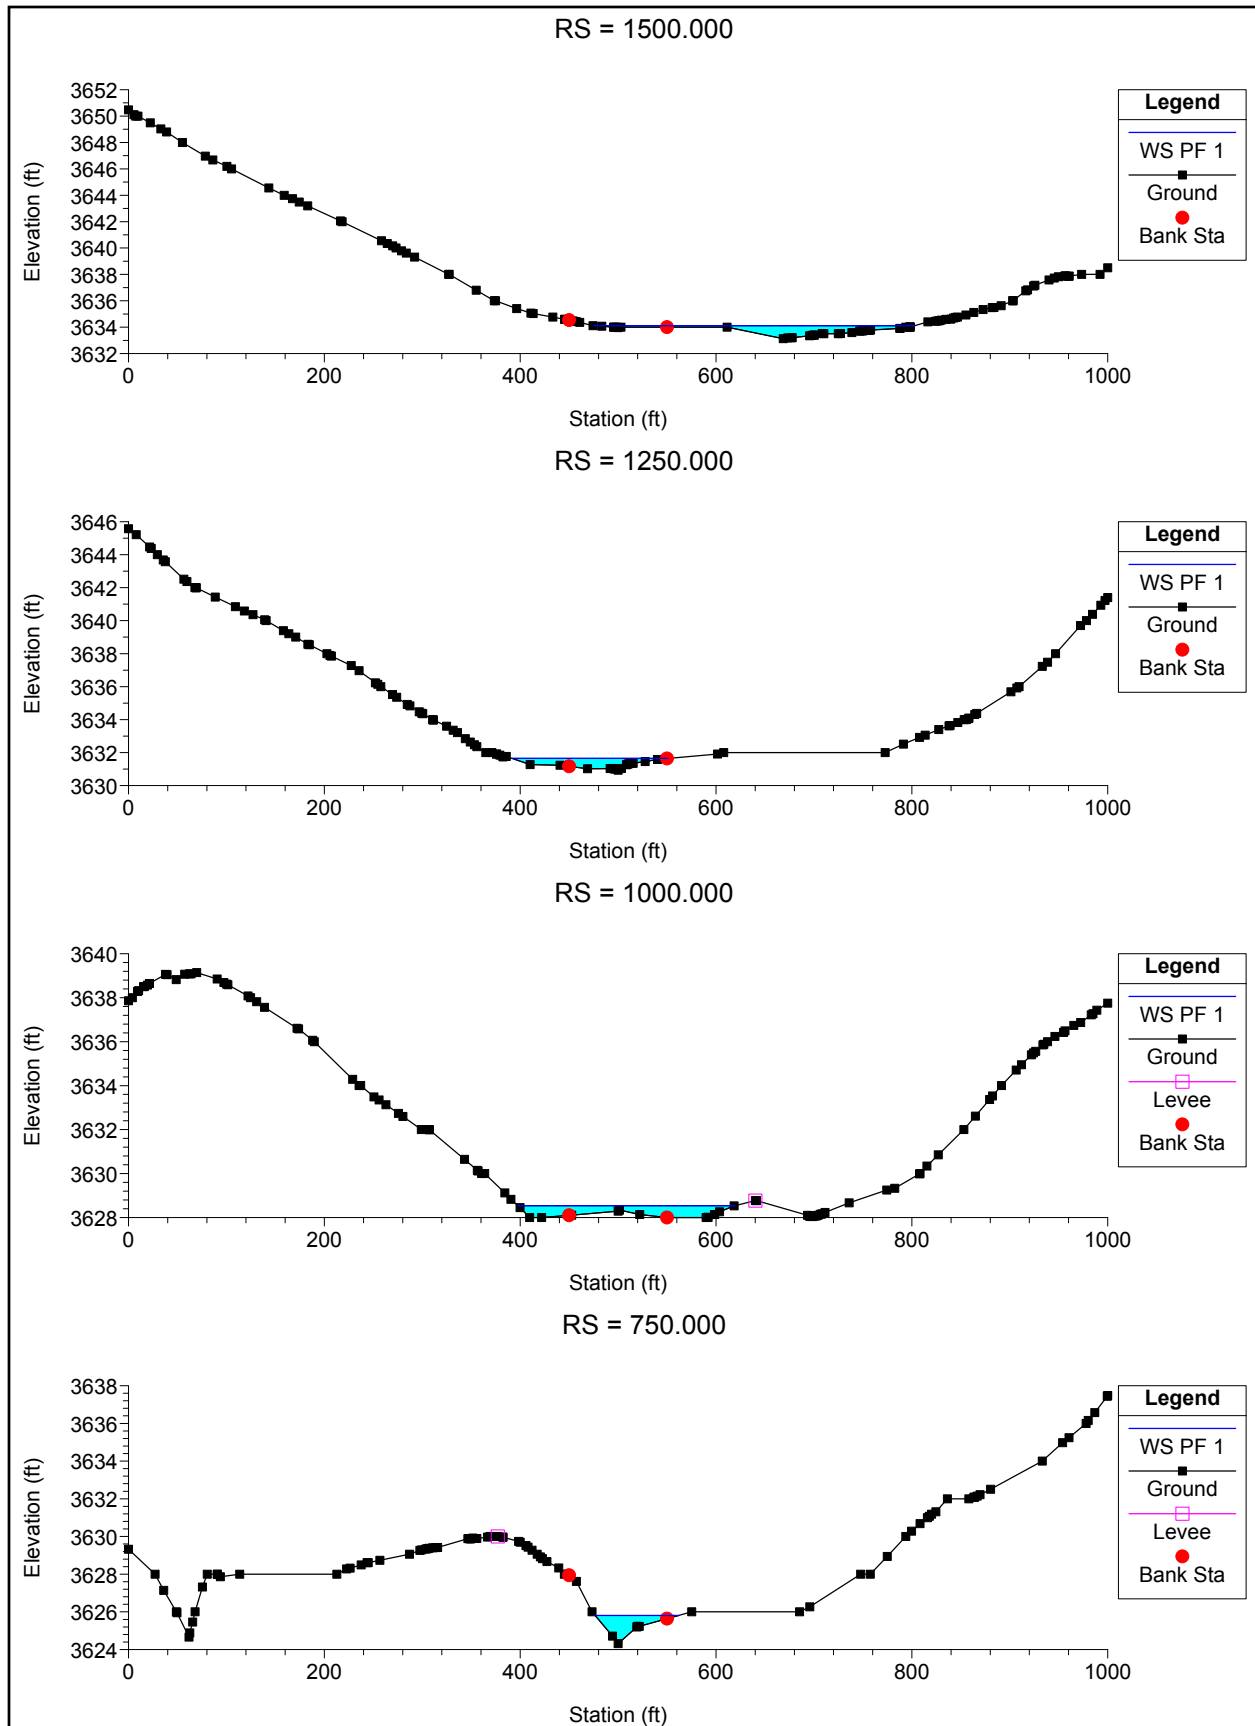 RS = 1500.000
Elevation (ft)
3652
3650
3648
3646
3644
3642
3640
3638
3636
3634
3632
0 200 400 600 800 1000
Station (ft)
Legend
WS PF 1
Ground
Bank Sta
RS = 1250.000
Elevation (ft)
3646
3644
3642
3640
3638
3636
3634
3632
3630
0 200 400 600 800 1000
Station (ft)
Legend
WS PF 1
Ground
Bank Sta
RS = 1000.000
Elevation (ft)
3640
3638
3636
3634
3632
3630
3628
0 200 400 600 800 1000
Station (ft)
Legend
WS PF 1
Ground
Levee
Bank Sta
RS = 750.000
Elevation (ft)
3638
3636
3634
3632
3630
3628
3626
3624
0 200 400 600 800 1000
Station (ft)
Legend
WS PF 1
Ground
Levee
Bank Sta